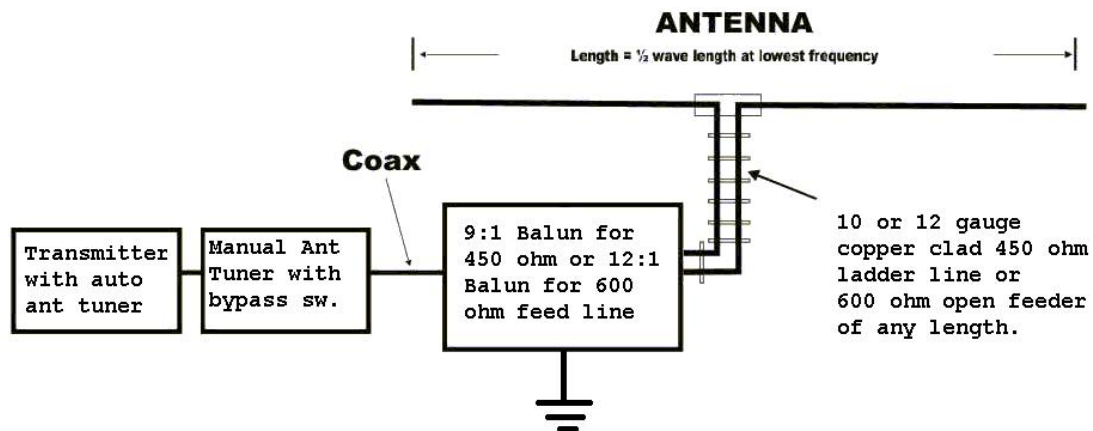 ANTENNA
Length = ½ wave length at lowest frequency
Coax
Transmitter
with auto
ant tuner
Manual Ant
Tuner with
bypass sw.
9:1 Balun for
450 ohm or 12:1
Balun for 600
ohm feed line
10 or 12 gauge
copper clad 450 ohm
ladder line or
600 ohm open feeder
of any length.